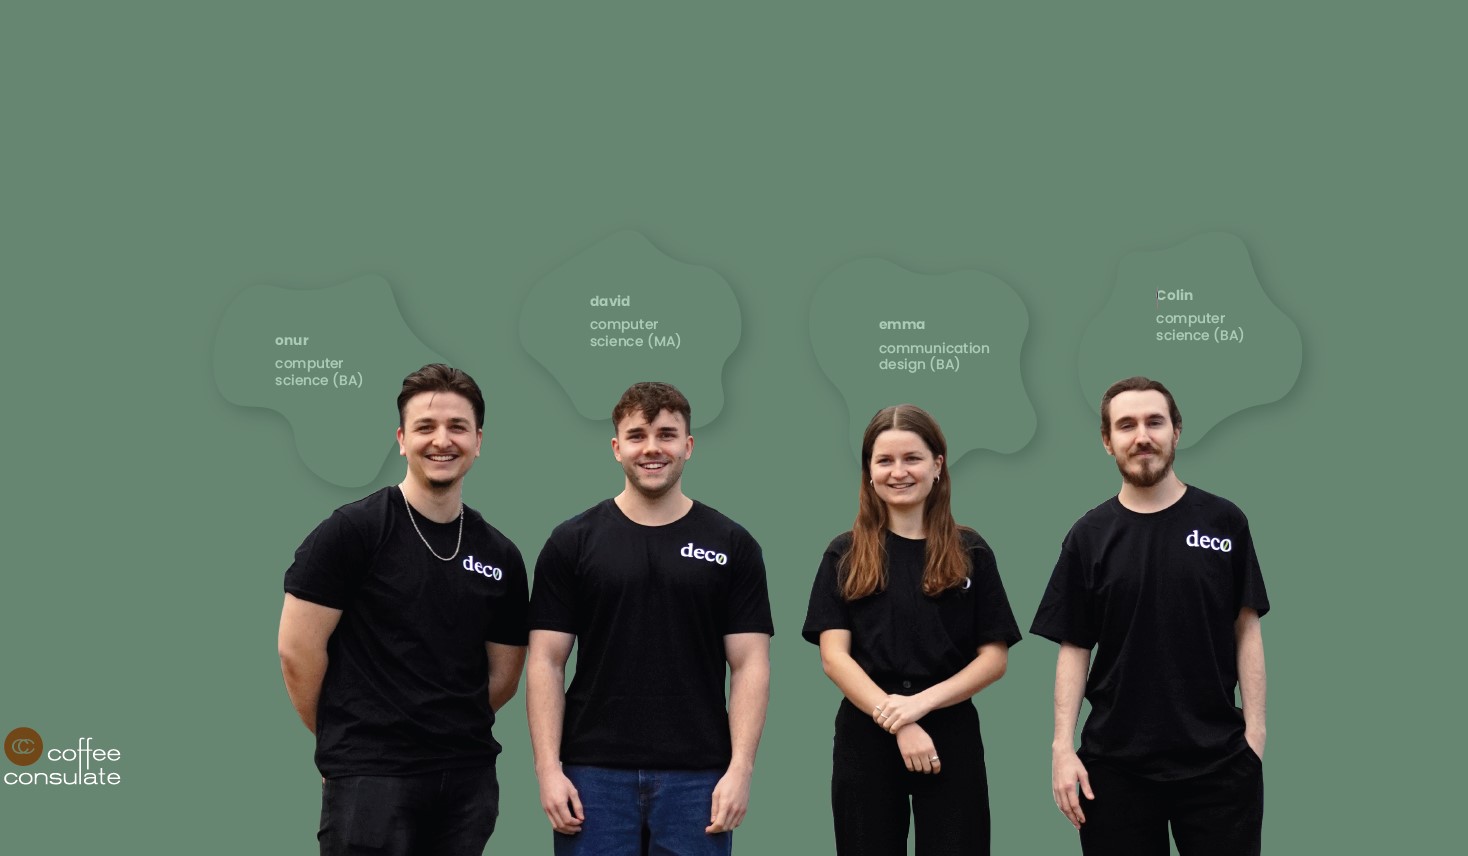 onur
computer
science (BA)
david
computer
science (MA)
emma
communication
design (BA)
Colin
computer
science (BA)
deco
deco
deco
coffee
consulate